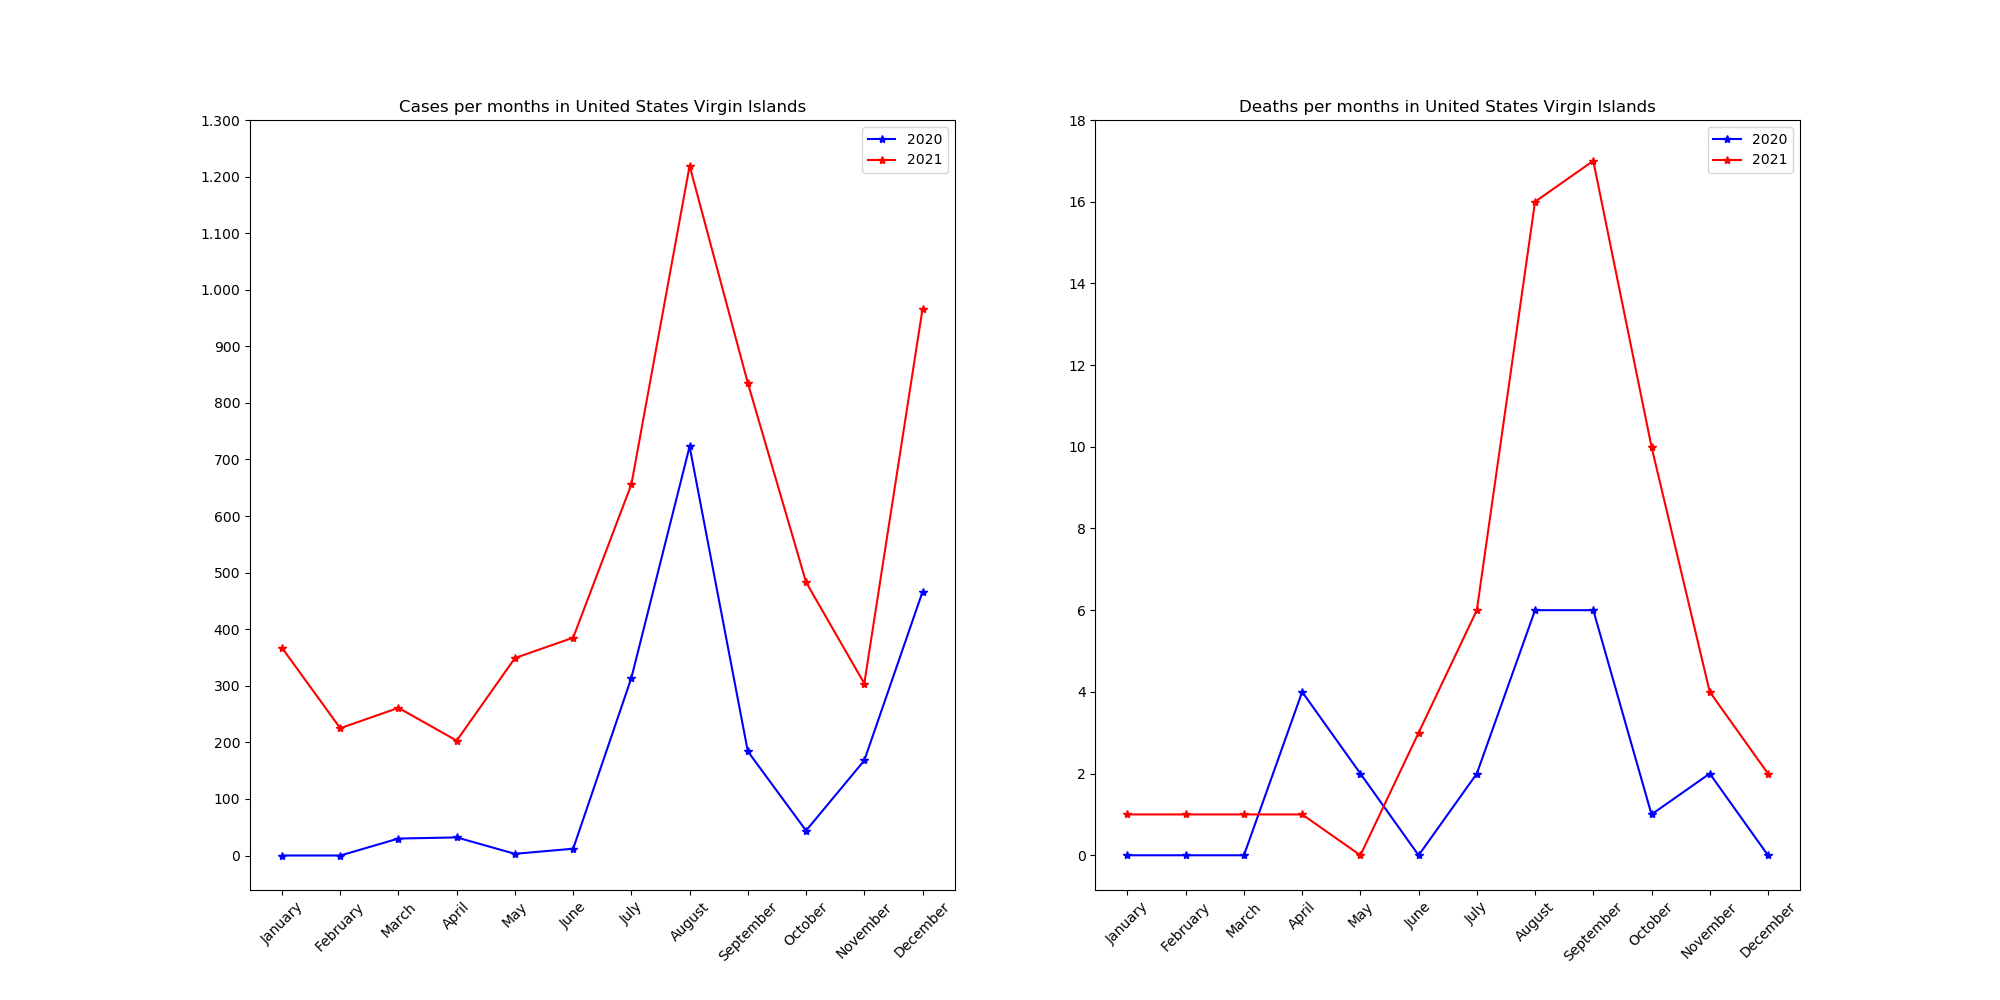 Cases per months in United States Virgin Islands
1.300
1.200
1.100
1.000
900
800
700
600
500
400
300
200
100
0
2020
2021
January
February
March
April
May
June
July
August
September
October
November
December
Deaths per months in United States Virgin Islands
18
16
14
12
10
8
6
4
2
0
2020
2021
January
February
March
April
May
June
July
August
September
October
November
December